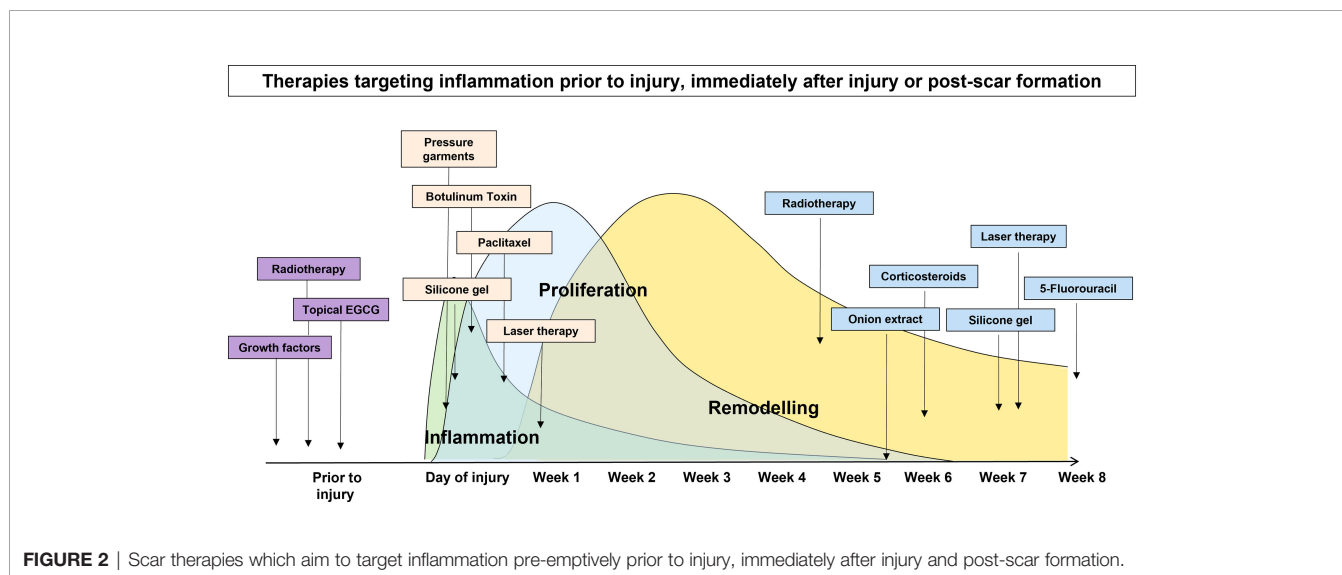 Therapies targeting inflammation prior to injury, immediately after injury or post-scar formation
Pressure
garments
Botulinum Toxin
Paclitaxel
Silicone gel
Laser therapy
Radiotherapy
Topical EGCG
Growth factors
Radiotherapy
Laser therapy
Corticosteroids
5-Fluorouracil
Onion extract
Silicone gel
Proliferation
Remodelling
Inflammation
Prior to
injury
Day of injury
Week 1
Week 2
Week 3
Week 4
Week 5
Week 6
Week 7
Week 8
FIGURE 2 | Scar therapies which aim to target inflammation pre-emptively prior to injury, immediately after injury and post-scar formation.